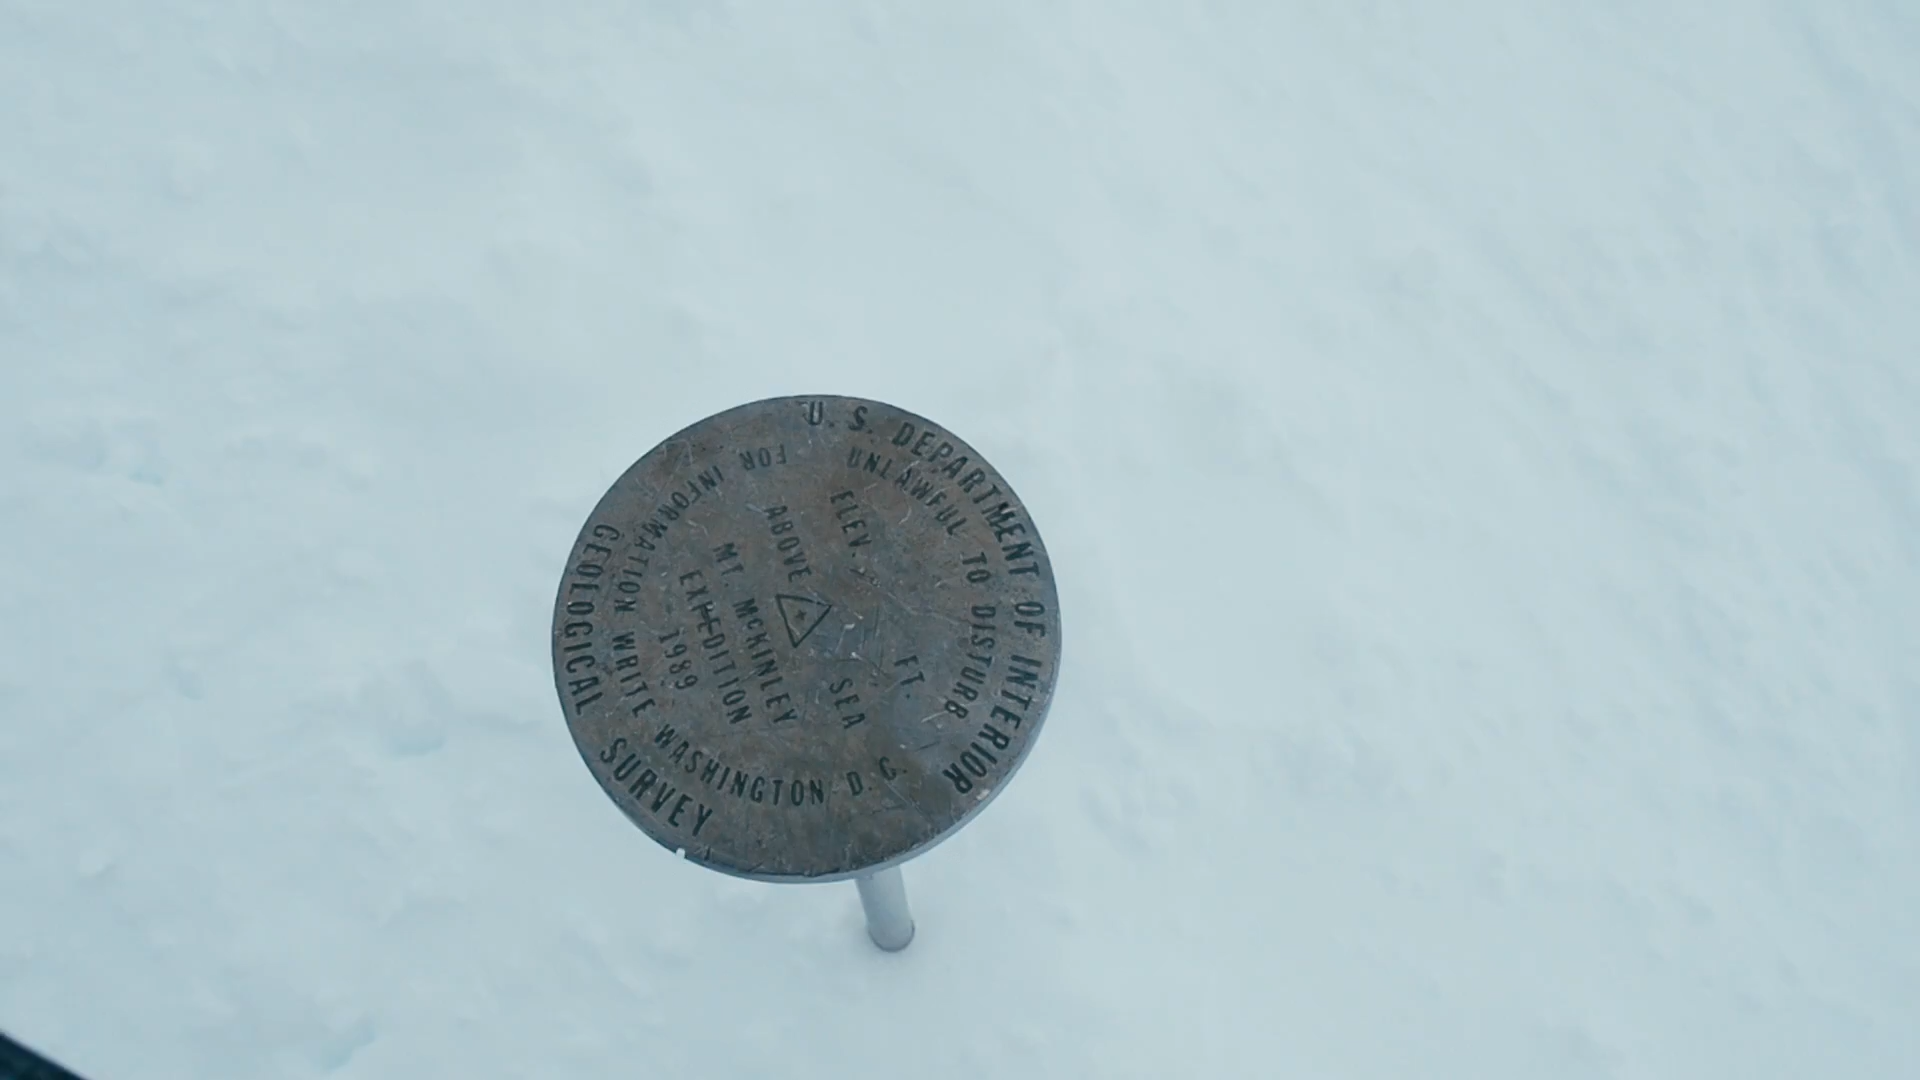 U. S. DEPARTMENT OF INTERIOR
UNLAWFUL TO DISTURB
ELEV. FT.
ABOVE SEA
MT. McKINLEY
EXPEDITION
1989
FOR INFORMATION WRITE WASHINGTON D. C.
GEOLOGICAL SURVEY